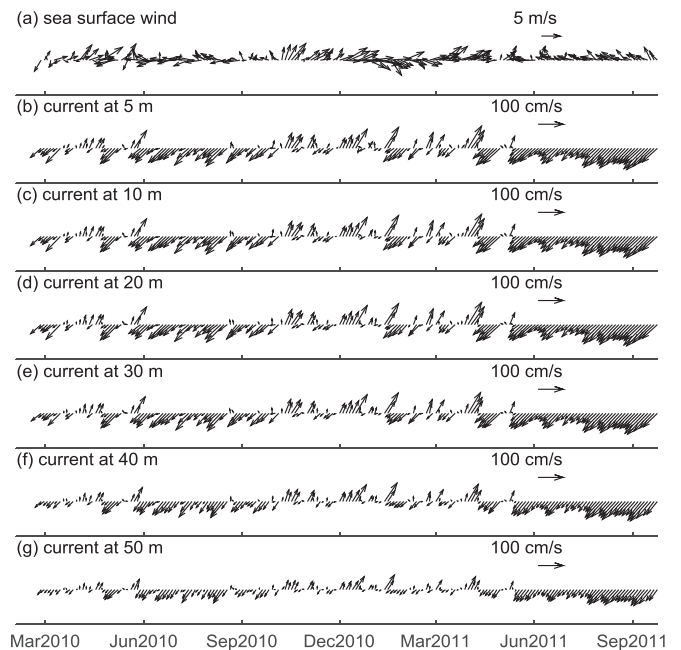 (a) sea surface wind 5 m/s
(b) current at 5 m 100 cm/s
(c) current at 10 m 100 cm/s
(d) current at 20 m 100 cm/s
(e) current at 30 m 100 cm/s
(f) current at 40 m 100 cm/s
(g) current at 50 m 100 cm/s
Mar2010 Jun2010 Sep2010 Dec2010 Mar2011 Jun2011 Sep2011